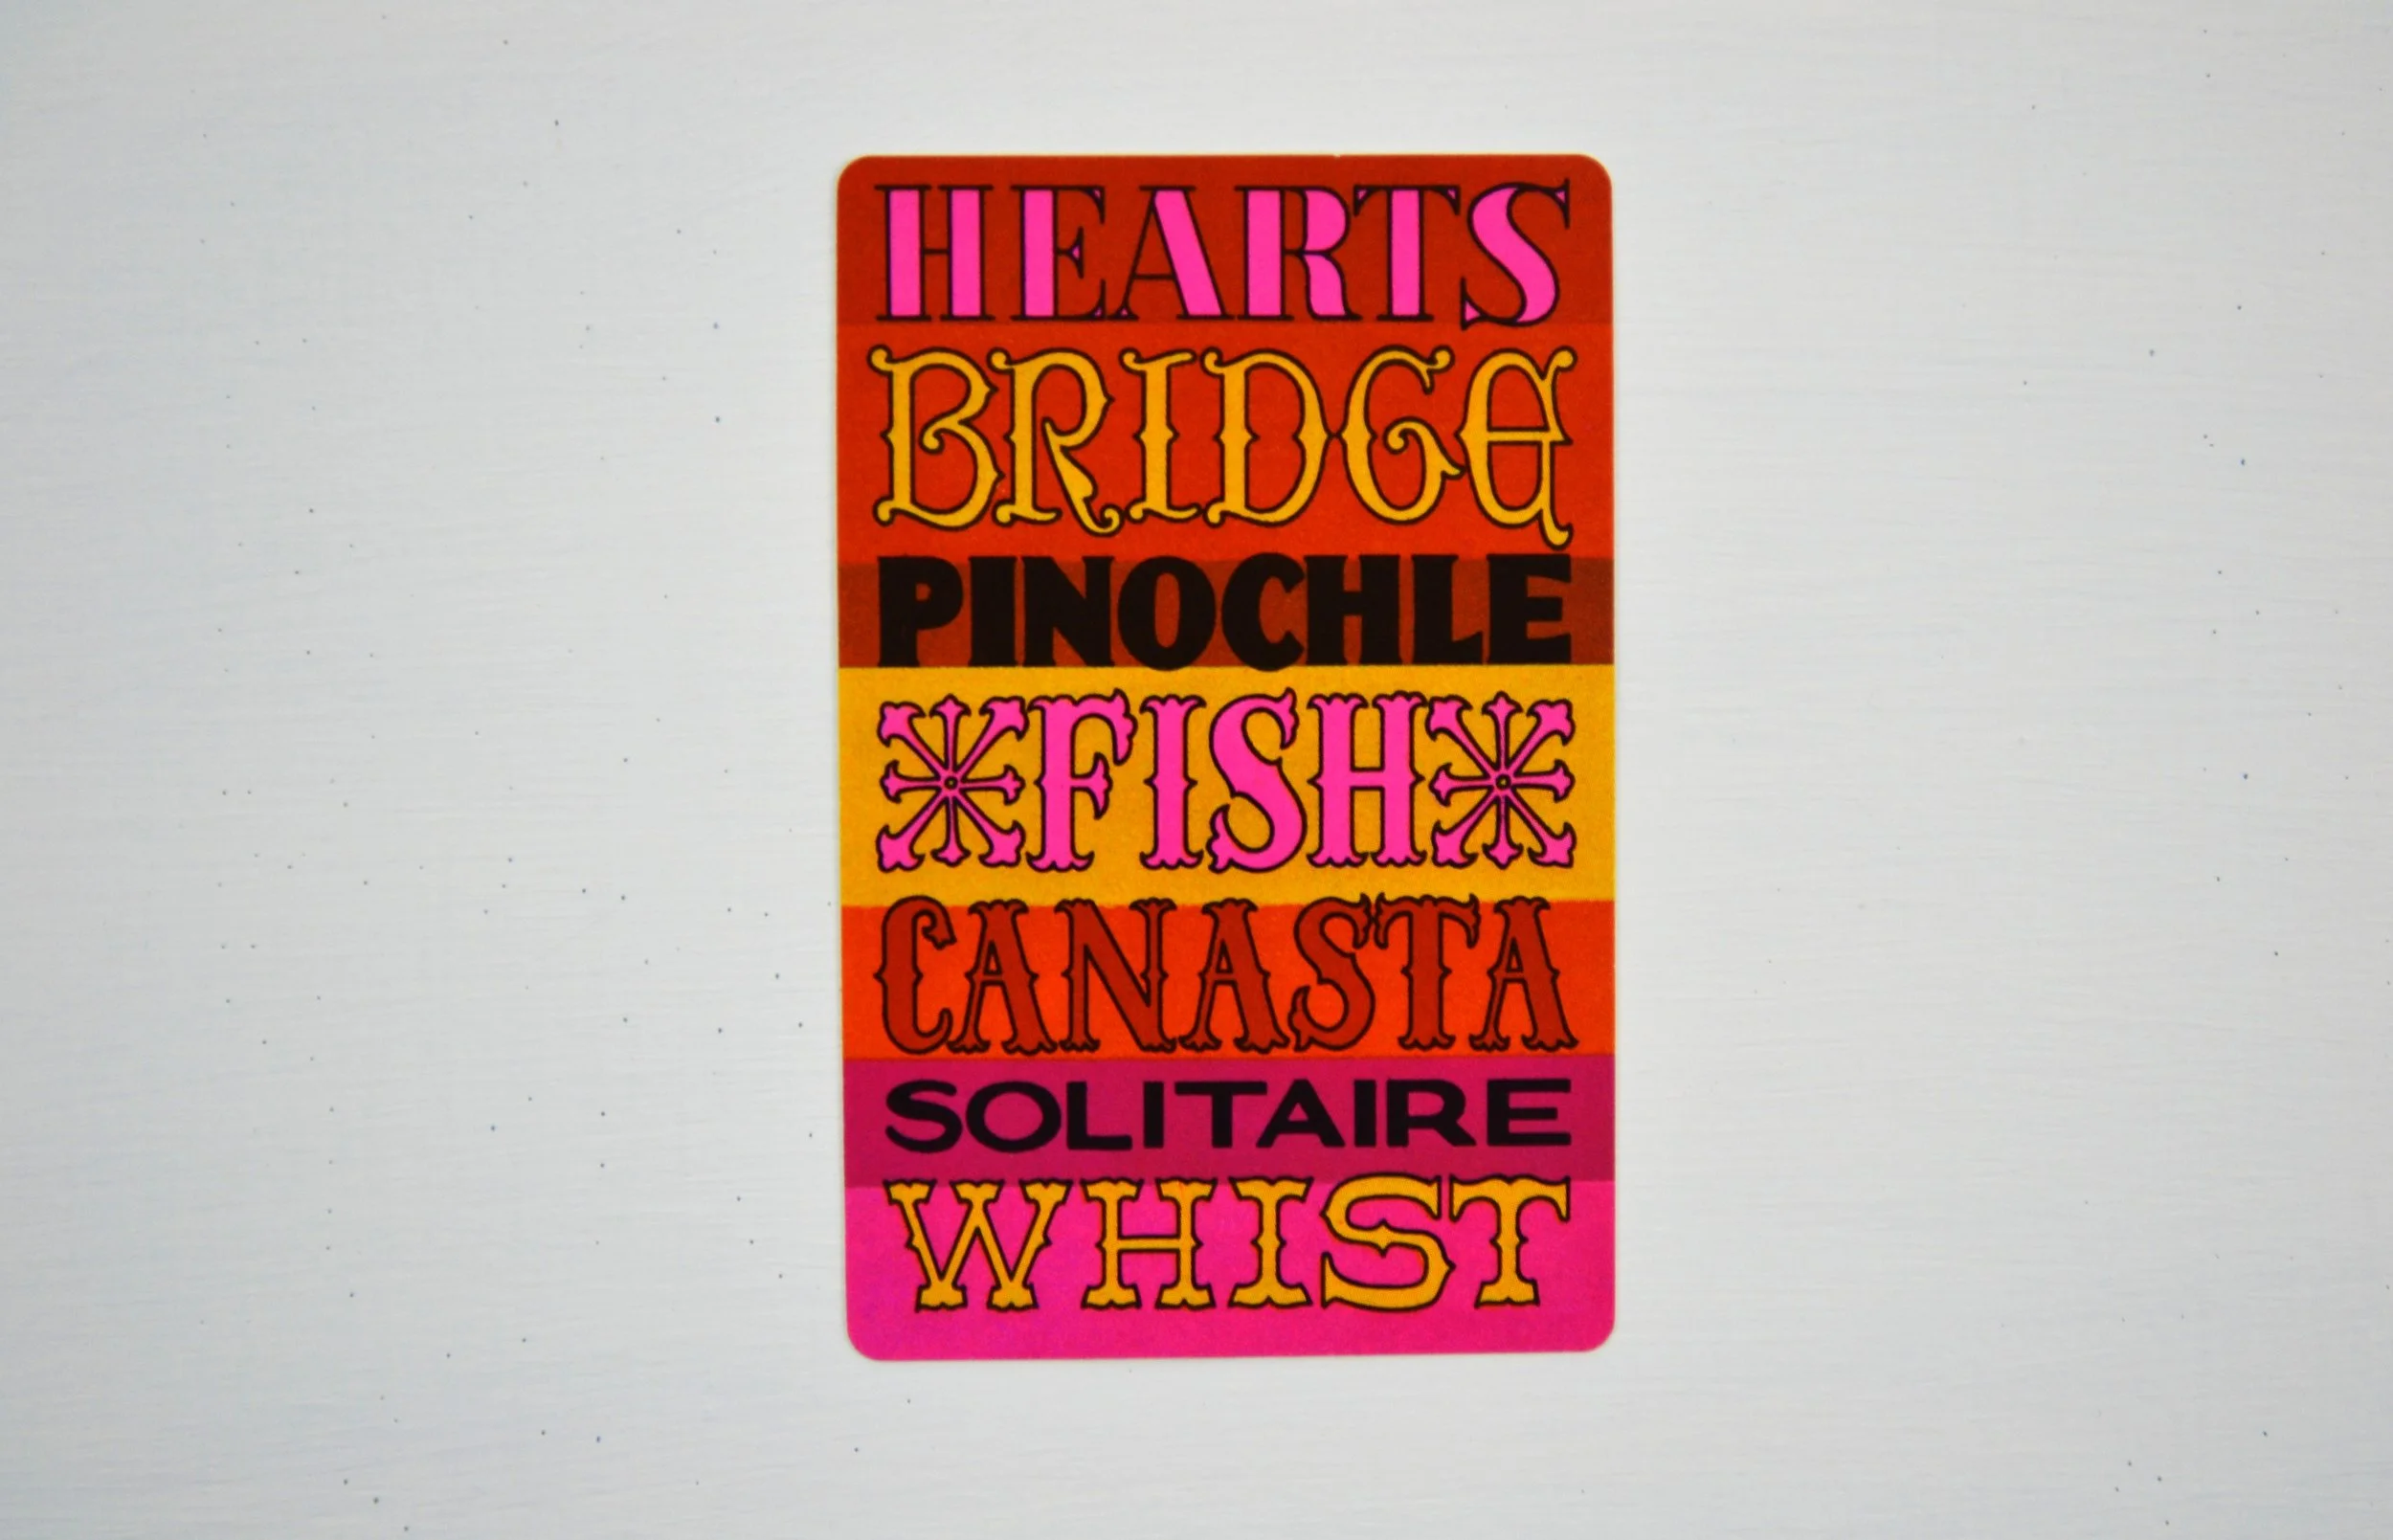 HEARTS
BRIDGE
PINOCHLE
FISH
CANASTA
SOLITAIRE
WHIST